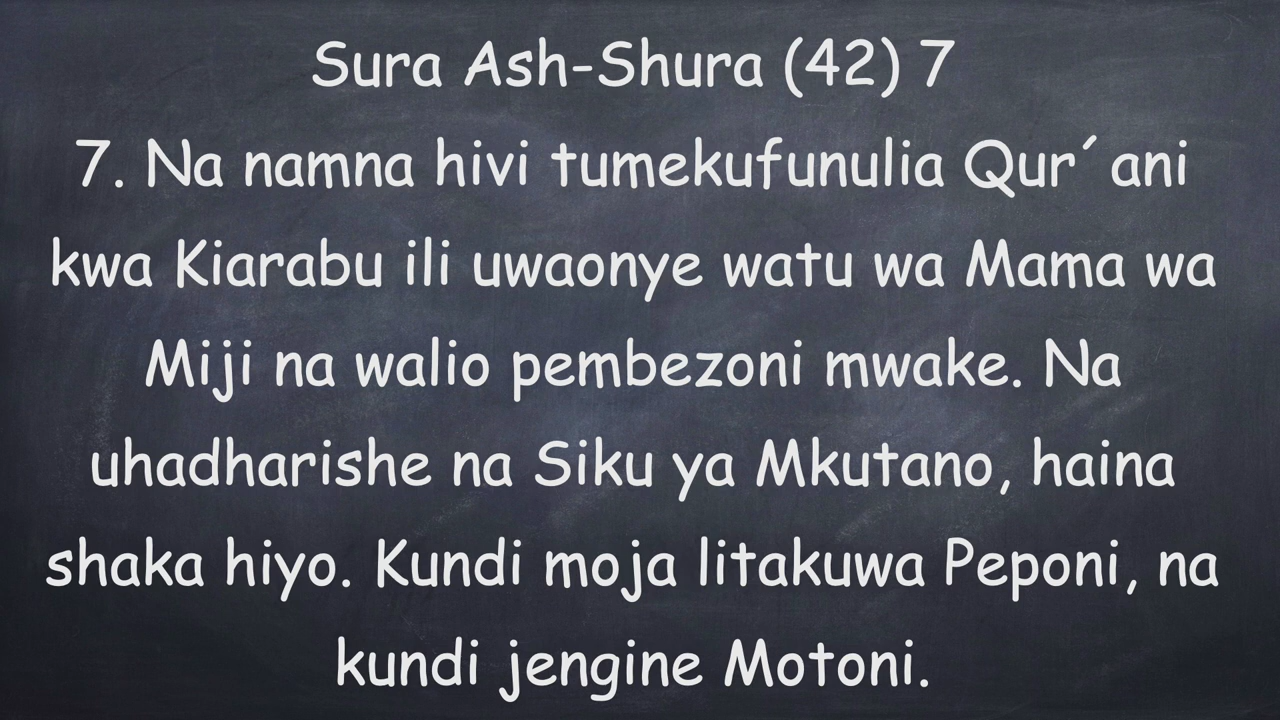 Sura Ash-Shura (42) 7
7. Na namna hivi tumekufunulia Qur´ani
kwa Kiarabu ili uwaonye watu wa Mama wa
Miji na walio pembezoni mwake. Na
uhadharishe na Siku ya Mkutano, haina
shaka hiyo. Kundi moja litakuwa Peponi, na
kundi jengine Motoni.